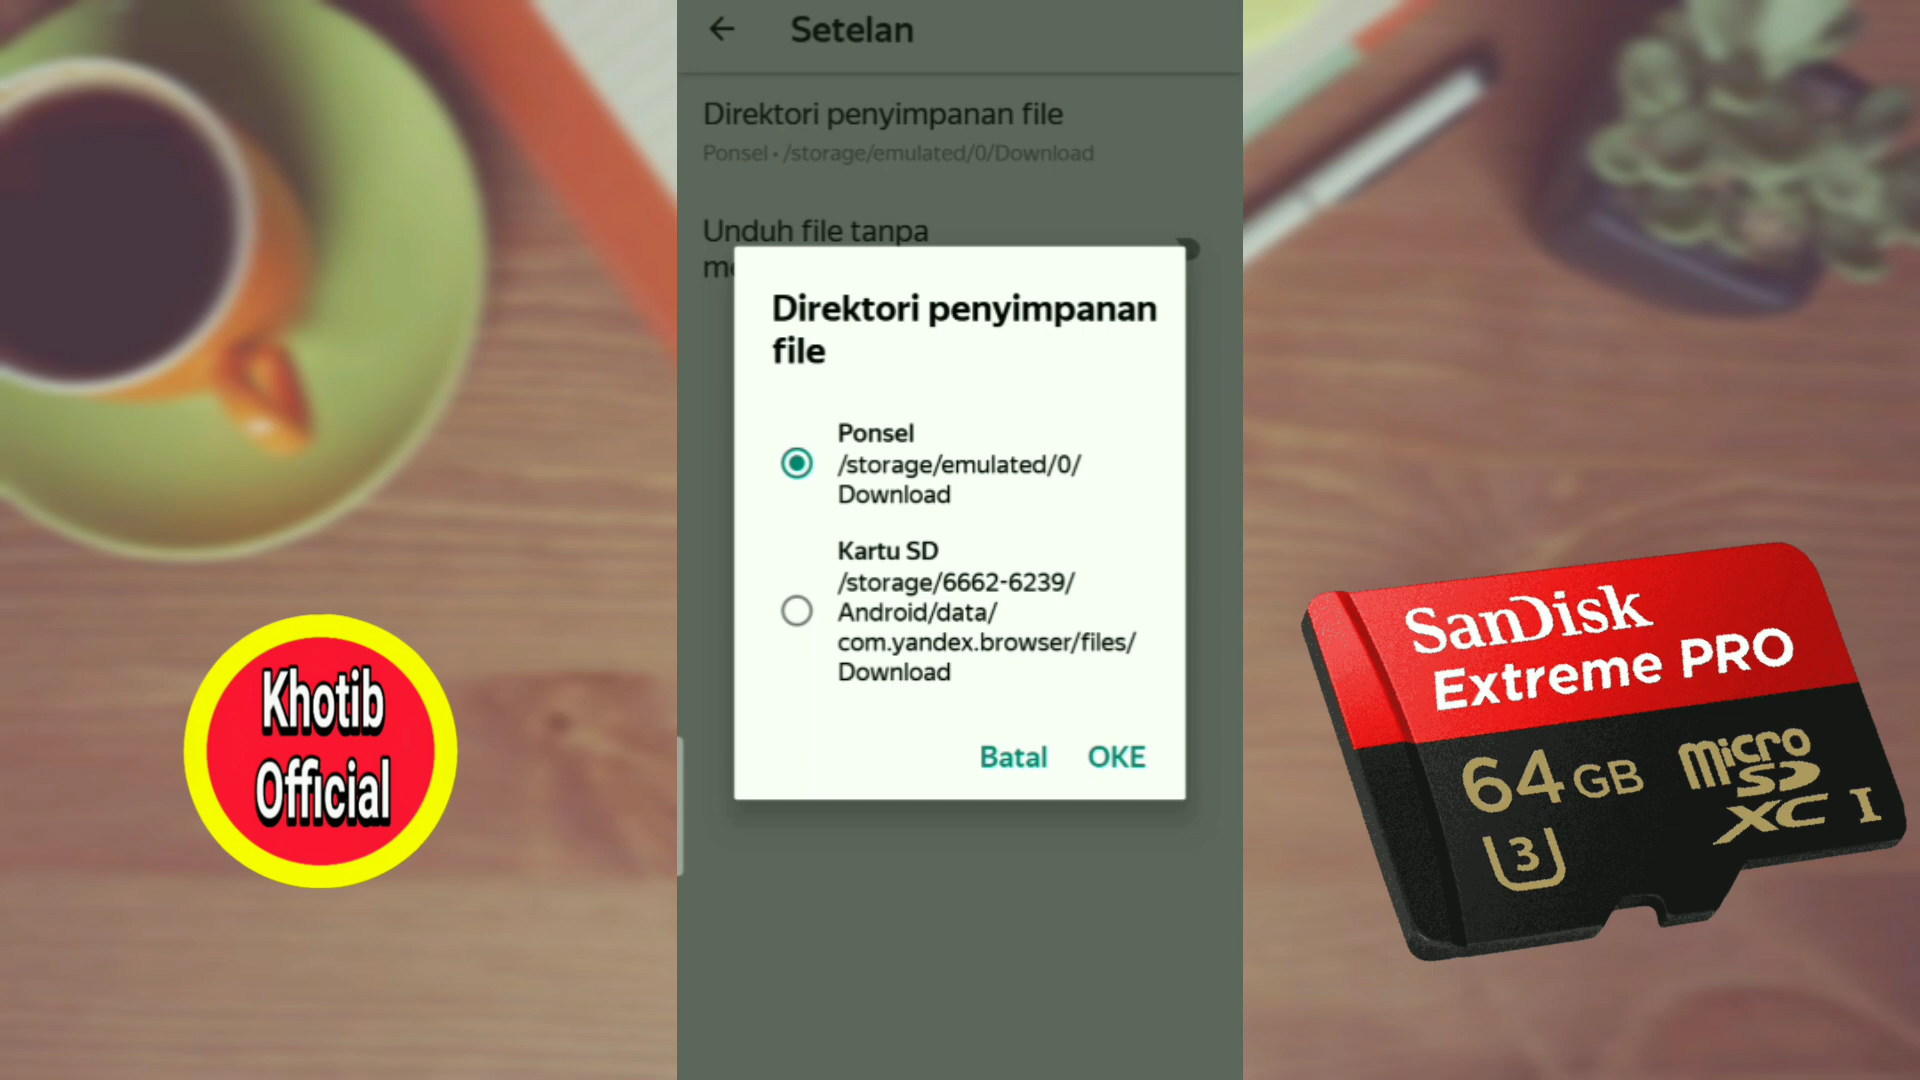 Setelan
Direktori penyimpanan file
Ponsel • /storage/emulated/0/Download
Unduh file tanpa
Direktori penyimpanan
file
Ponsel
/storage/emulated/0/
Download
Kartu SD
/storage/6662-6239/
Android/data/
com.yandex.browser/files/
Download
Batal OKE
Khotib
Official
SanDisk
Extreme PRO
64 GB
micro
SD
XC I
3